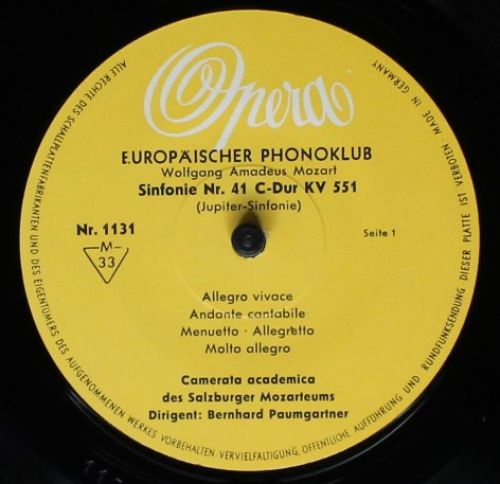 Opera
EUROPÄISCHER PHONOKLUB
Wolfgang Amadeus Mozart
Sinfonie Nr. 41 C-Dur KV 551
(Jupiter-Sinfonie)
Nr. 1131
M
33
Seite 1
Allegro vivace
Andante cantabile
Menuetto · Allegretto
Molto allegro
Camerata academica
des Salzburger Mozarteums
Dirigent: Bernhard Paumgartner
ALLE RECHTE DES SCHALLPLATTENFABRIKANTEN UND DES EIGENTÜMERS DES AUFGENOMMENEN WERKES VORBEHALTEN VERVIELFÄLTIGUNG, ÖFFENTLICHE AUFFÜHRUNG UND RUNDFUNKSENDUNG DIESER PLATTE IST VERBOTEN. MADE IN GERMANY